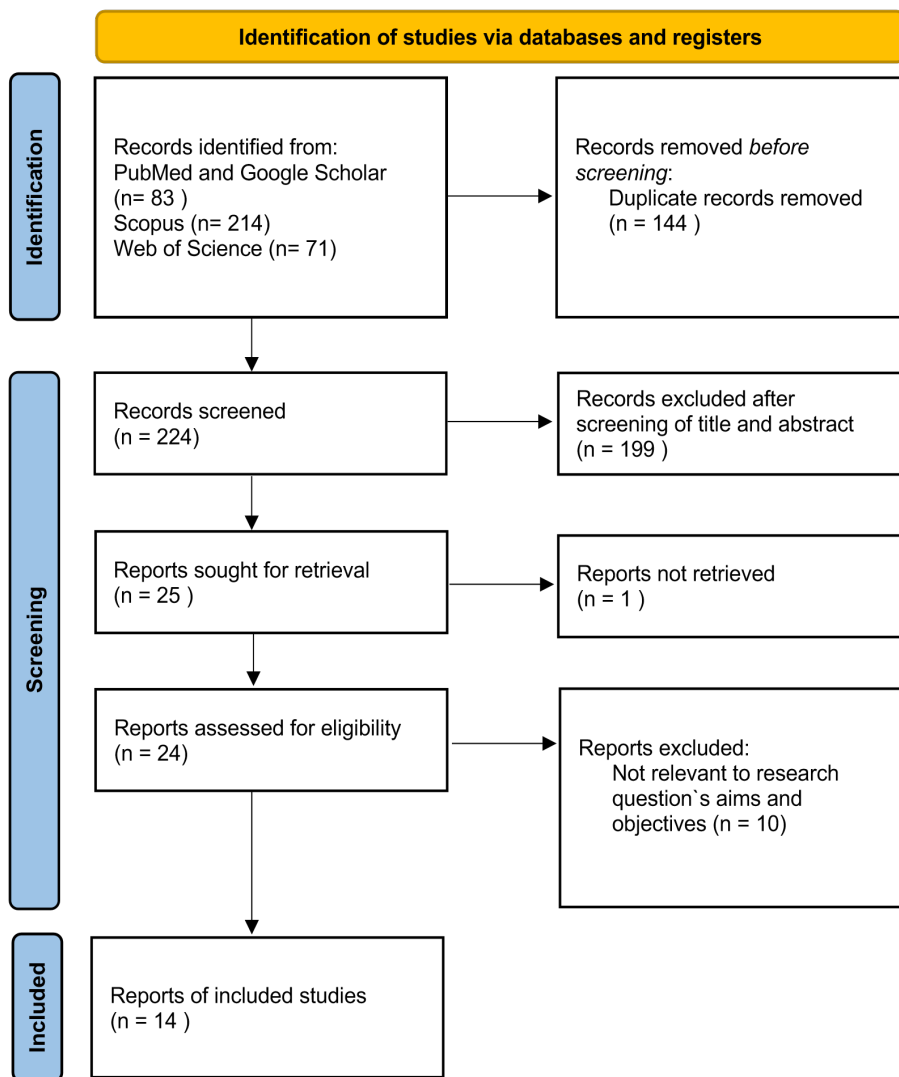 Identification of studies via databases and registers
Identification
Records identified from:
PubMed and Google Scholar
(n= 83 )
Scopus (n= 214)
Web of Science (n= 71)
Records removed before
screening:
Duplicate records removed
(n = 144 )
Screening
Records screened
(n = 224)
Records excluded after
screening of title and abstract
(n = 199 )
Reports sought for retrieval
(n = 25 )
Reports not retrieved
(n = 1 )
Reports assessed for eligibility
(n = 24)
Reports excluded:
Not relevant to research
question`s aims and
objectives (n = 10)
Included
Reports of included studies
(n = 14 )